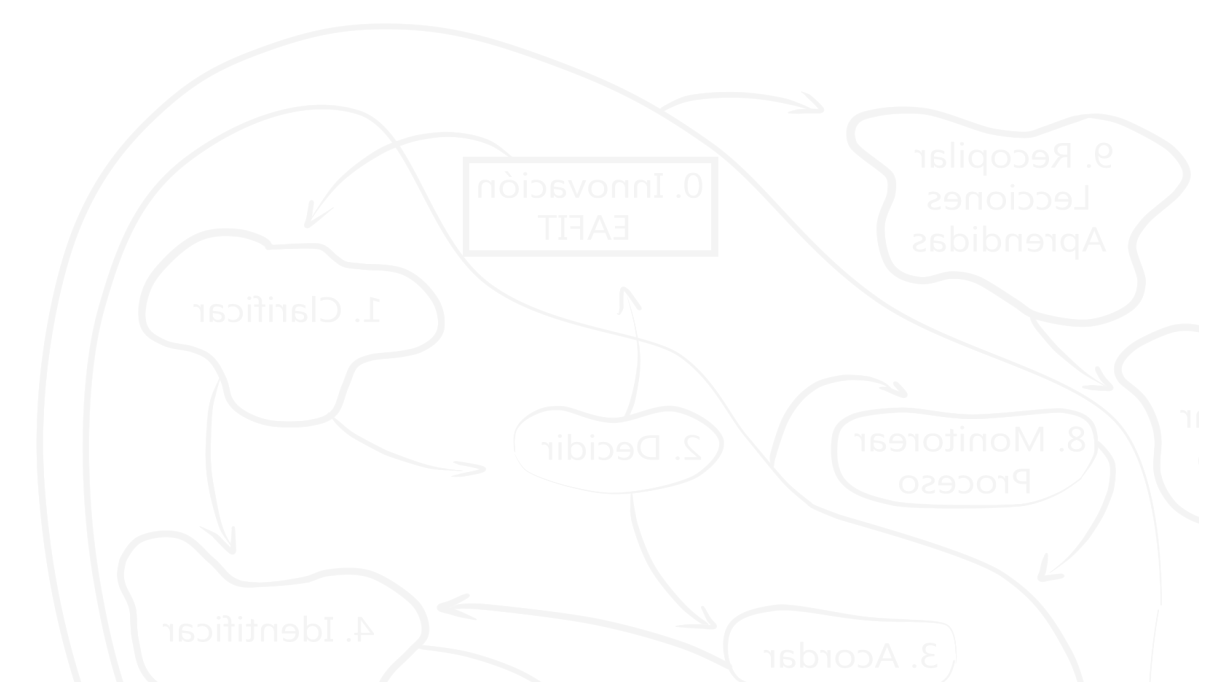 0. Innovación
EAFIT
1. Clarificar
2. Decidir
3. Acordar
4. Identificar
8. Monitorear
Proceso
9. Recopilar
Lecciones
Aprendidas